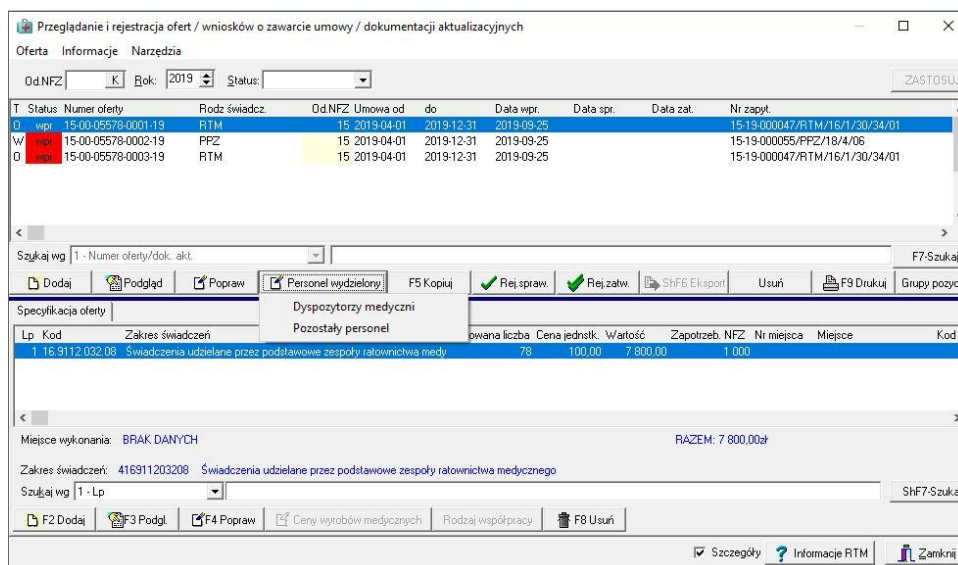 Przeglądanie i rejestracja ofert / wniosków o zawarcie umowy / dokumentacji aktualizacyjnych
Oferta Informacje Narzędzia
Od.NFZ K Rok: 2019 Status: ZASTOSUJ
T Status Numer oferty Rodz świadcz. Od.NFZ Umowa od do Data wpr. Data spr. Data zat. Nr zapyt.
O wpr 15-00-05578-0001-19 RTM 15 2019-04-01 2019-12-31 2019-09-25 15-19-000047/RTM/16/1/30/34/01
W wpr 15-00-05578-0002-19 PPZ 15 2019-04-01 2019-12-31 2019-09-25 15-19-000055/PPZ/18/4/06
O wpr 15-00-05578-0003-19 RTM 15 2019-04-01 2019-12-31 2019-09-25 15-19-000047/RTM/16/1/30/34/01
Szukaj wg 1 - Numer oferty/dok. akt. F7-Szukaj
Dodaj Podgląd Popraw Personel wydzielony F5 Kopiuj Rej.spraw. Rej.zatw. ShF6 Eksport Usuń F9 Drukuj Grupy pozyc
Dyspozytorzy medyczni
Pozostały personel
Specyfikacja oferty
Lp Kod Zakres świadczeń owana liczba Cena jednstk. Wartość Zapotrzeb. NFZ Nr miejsca Miejsce Kod
1 16.9112.032.08 Świadczenia udzielane przez podstawowe zespoły ratownictwa medy 78 100,00 7 800,00 1 000
Miejsce wykonania: BRAK DANYCH RAZEM: 7 800,00zł
Zakres świadczeń: 416911203208 Świadczenia udzielane przez podstawowe zespoły ratownictwa medycznego
Szukaj wg 1 - Lp ShF7-Szuka
F2 Dodaj F3 Podgl. F4 Popraw Ceny wyrobów medycznych Rodzaj współpracy F8 Usuń
Szczegóły Informacje RTM Zamknij